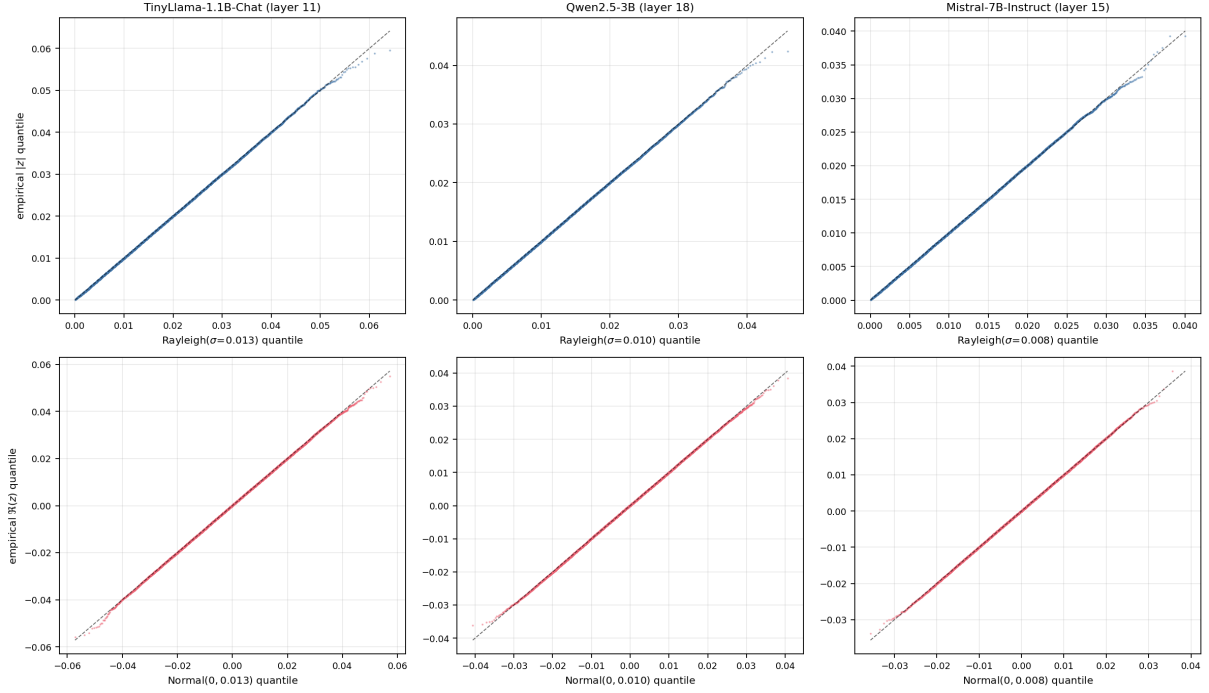 TinyLlama-1.1B-Chat (layer 11)
Qwen2.5-3B (layer 18)
Mistral-7B-Instruct (layer 15)
empirical |z| quantile
0.06
0.05
0.04
0.03
0.02
0.01
0.00
0.00 0.01 0.02 0.03 0.04 0.05 0.06
Rayleigh(σ=0.013) quantile
0.04
0.03
0.02
0.01
0.00
0.00 0.01 0.02 0.03 0.04
Rayleigh(σ=0.010) quantile
0.040
0.035
0.030
0.025
0.020
0.015
0.010
0.005
0.000
0.000 0.005 0.010 0.015 0.020 0.025 0.030 0.035 0.040
Rayleigh(σ=0.008) quantile
empirical ℜ(z) quantile
0.06
0.04
0.02
0.00
−0.02
−0.04
−0.06
−0.06 −0.04 −0.02 0.00 0.02 0.04 0.06
Normal(0, 0.013) quantile
0.04
0.03
0.02
0.01
0.00
−0.01
−0.02
−0.03
−0.04
−0.04 −0.03 −0.02 −0.01 0.00 0.01 0.02 0.03 0.04
Normal(0, 0.010) quantile
0.04
0.03
0.02
0.01
0.00
−0.01
−0.02
−0.03
−0.03 −0.02 −0.01 0.00 0.01 0.02 0.03 0.04
Normal(0, 0.008) quantile